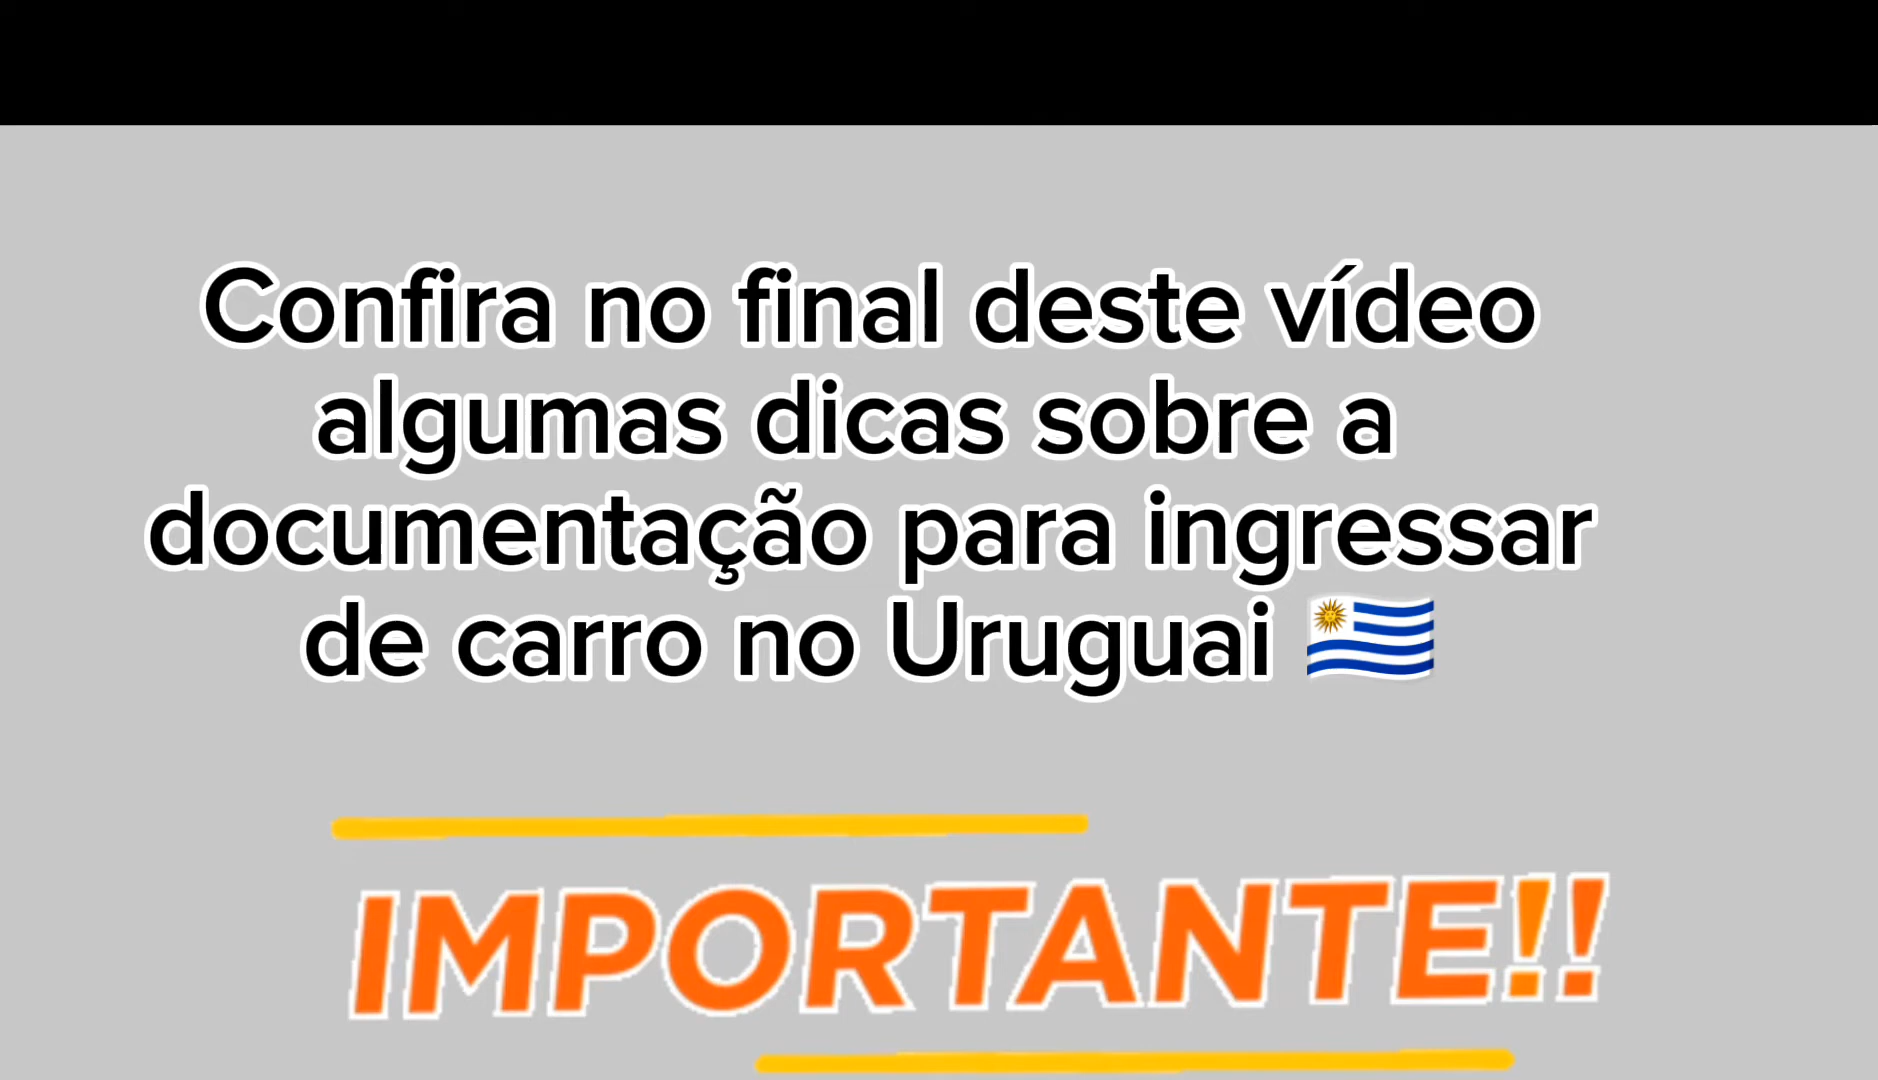 Confira no final deste vídeo
algumas dicas sobre a
documentação para ingressar
de carro no Uruguai 🇺🇾
IMPORTANTE!!